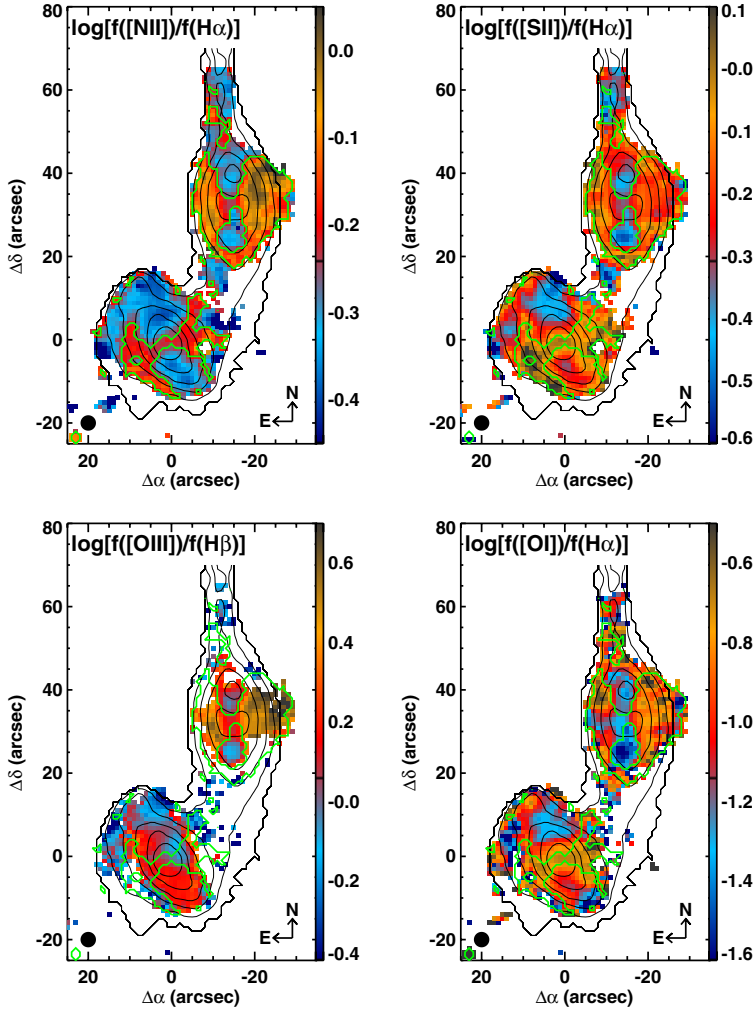 log[f([NII])/f(Hα)]
0.0
-0.1
-0.2
-0.3
-0.4
80
60
40
20
0
-20
Δδ (arcsec)
N
E
20 0 -20
Δα (arcsec)
log[f([SII])/f(Hα)]
0.1
-0.0
-0.1
-0.2
-0.3
-0.4
-0.5
-0.6
80
60
40
20
0
-20
Δδ (arcsec)
N
E
20 0 -20
Δα (arcsec)
log[f([OIII])/f(Hβ)]
0.6
0.4
0.2
-0.0
-0.2
-0.4
80
60
40
20
0
-20
Δδ (arcsec)
N
E
20 0 -20
Δα (arcsec)
log[f([OI])/f(Hα)]
-0.6
-0.8
-1.0
-1.2
-1.4
-1.6
80
60
40
20
0
-20
Δδ (arcsec)
N
E
20 0 -20
Δα (arcsec)